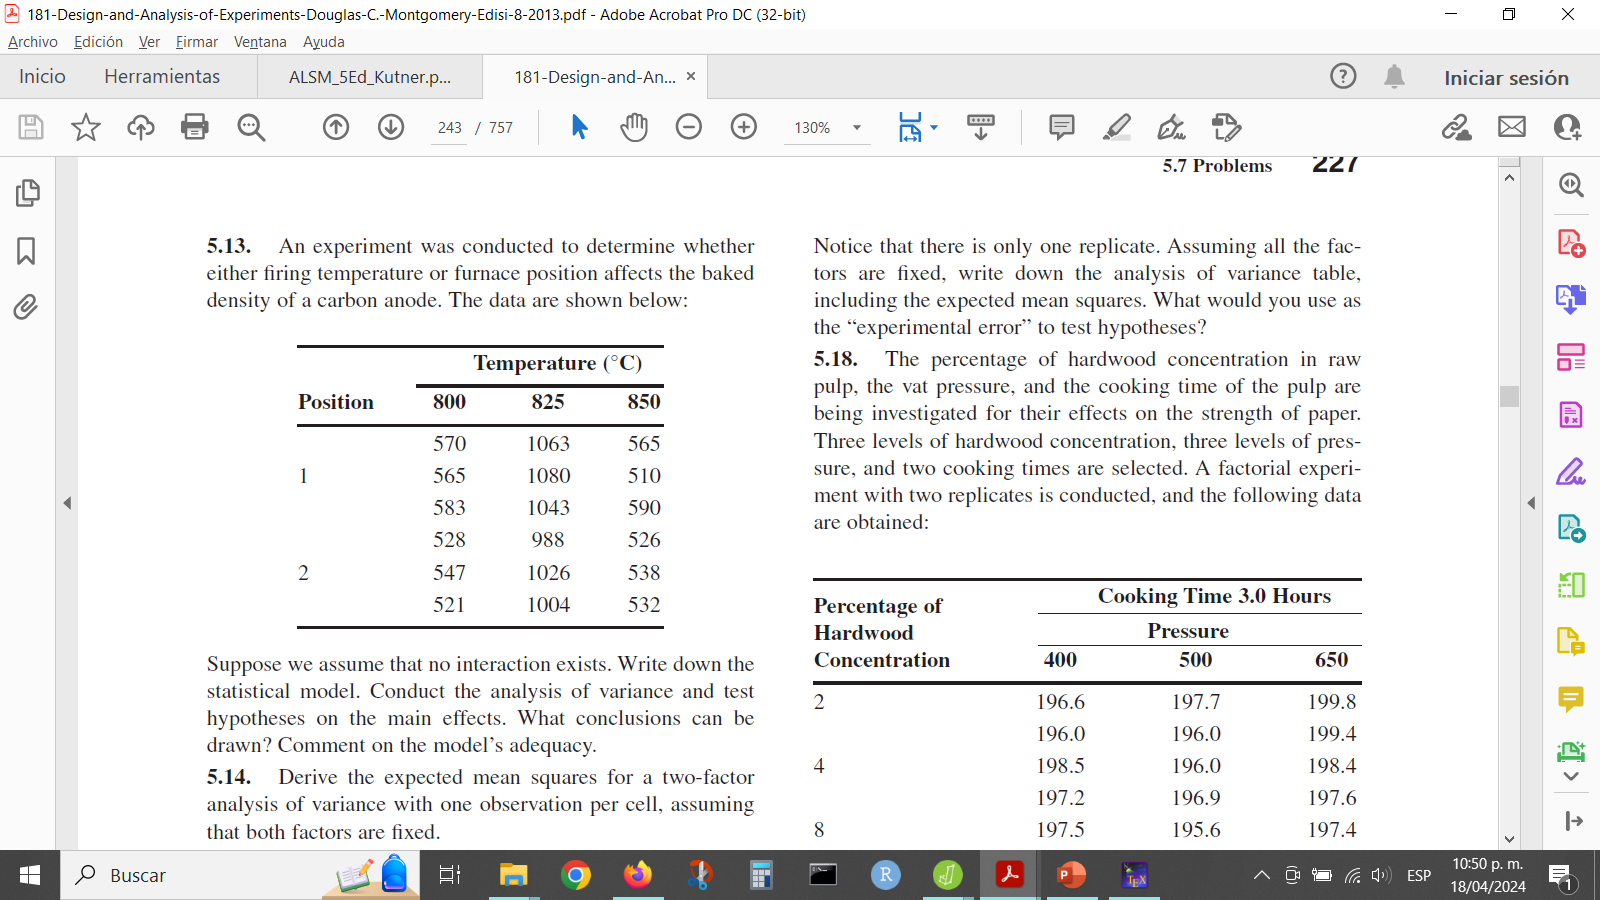 181-Design-and-Analysis-of-Experiments-Douglas-C.-Montgomery-Edisi-8-2013.pdf - Adobe Acrobat Pro DC (32-bit)
Archivo Edición Ver Firmar Ventana Ayuda
Inicio Herramientas ALSM_5Ed_Kutner.p... 181-Design-and-An... × Iniciar sesión
243 / 757 130%
5.7 Problems 227
5.13. An experiment was conducted to determine whether
either firing temperature or furnace position affects the baked
density of a carbon anode. The data are shown below:
Temperature (°C)
Position 800 825 850
570 1063 565
1 565 1080 510
583 1043 590
528 988 526
2 547 1026 538
521 1004 532
Suppose we assume that no interaction exists. Write down the
statistical model. Conduct the analysis of variance and test
hypotheses on the main effects. What conclusions can be
drawn? Comment on the model's adequacy.
5.14. Derive the expected mean squares for a two-factor
analysis of variance with one observation per cell, assuming
that both factors are fixed.
Notice that there is only one replicate. Assuming all the fac-
tors are fixed, write down the analysis of variance table,
including the expected mean squares. What would you use as
the “experimental error” to test hypotheses?
5.18. The percentage of hardwood concentration in raw
pulp, the vat pressure, and the cooking time of the pulp are
being investigated for their effects on the strength of paper.
Three levels of hardwood concentration, three levels of pres-
sure, and two cooking times are selected. A factorial experi-
ment with two replicates is conducted, and the following data
are obtained:
Cooking Time 3.0 Hours
Percentage of
Hardwood
Concentration
Pressure
400 500 650
2 196.6 197.7 199.8
196.0 196.0 199.4
4 198.5 196.0 198.4
197.2 196.9 197.6
8 197.5 195.6 197.4
Buscar
R
P
TEX
ESP
10:50 p. m.
18/04/2024
1